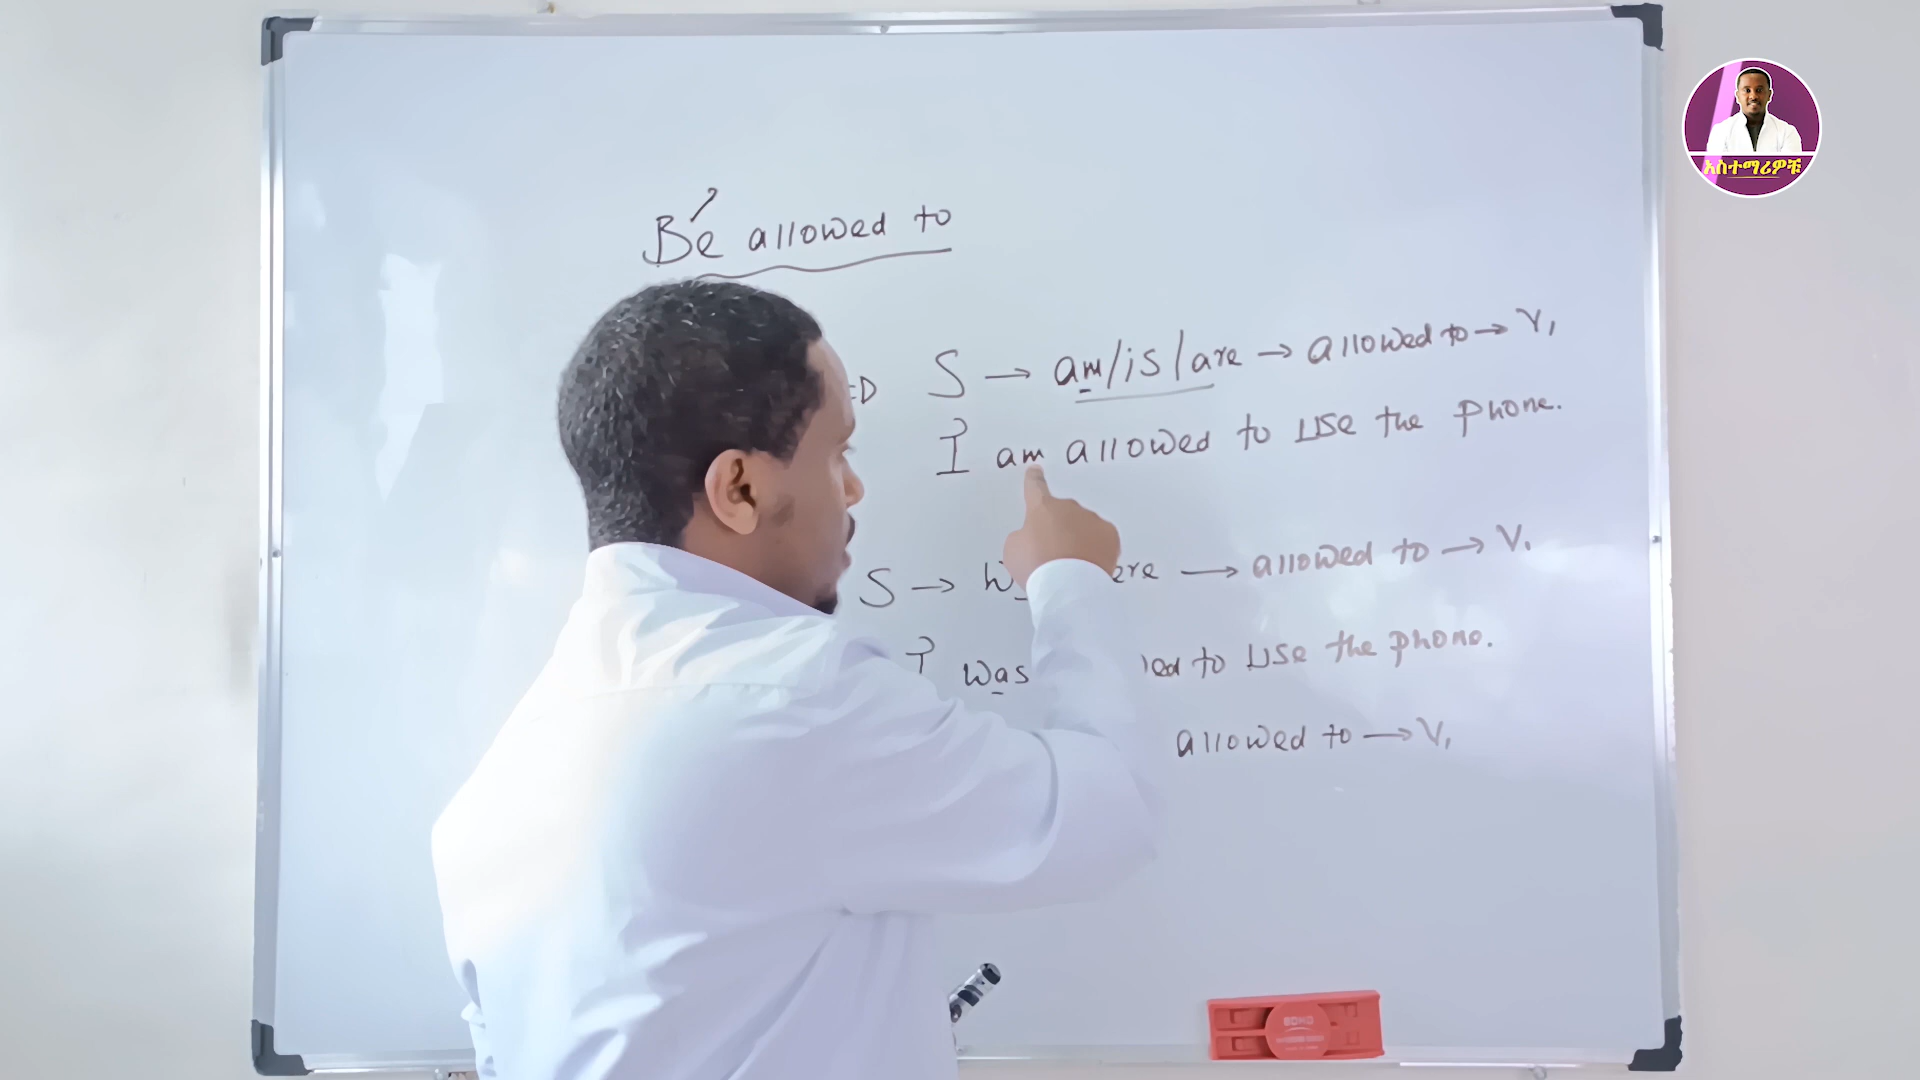 Be allowed to
S → am/is/are → allowed to → V1
I am allowed to use the phone.
S → → allowed to → V1
I was to use the phone.
allowed to → V1
አስተማሪዎቹ